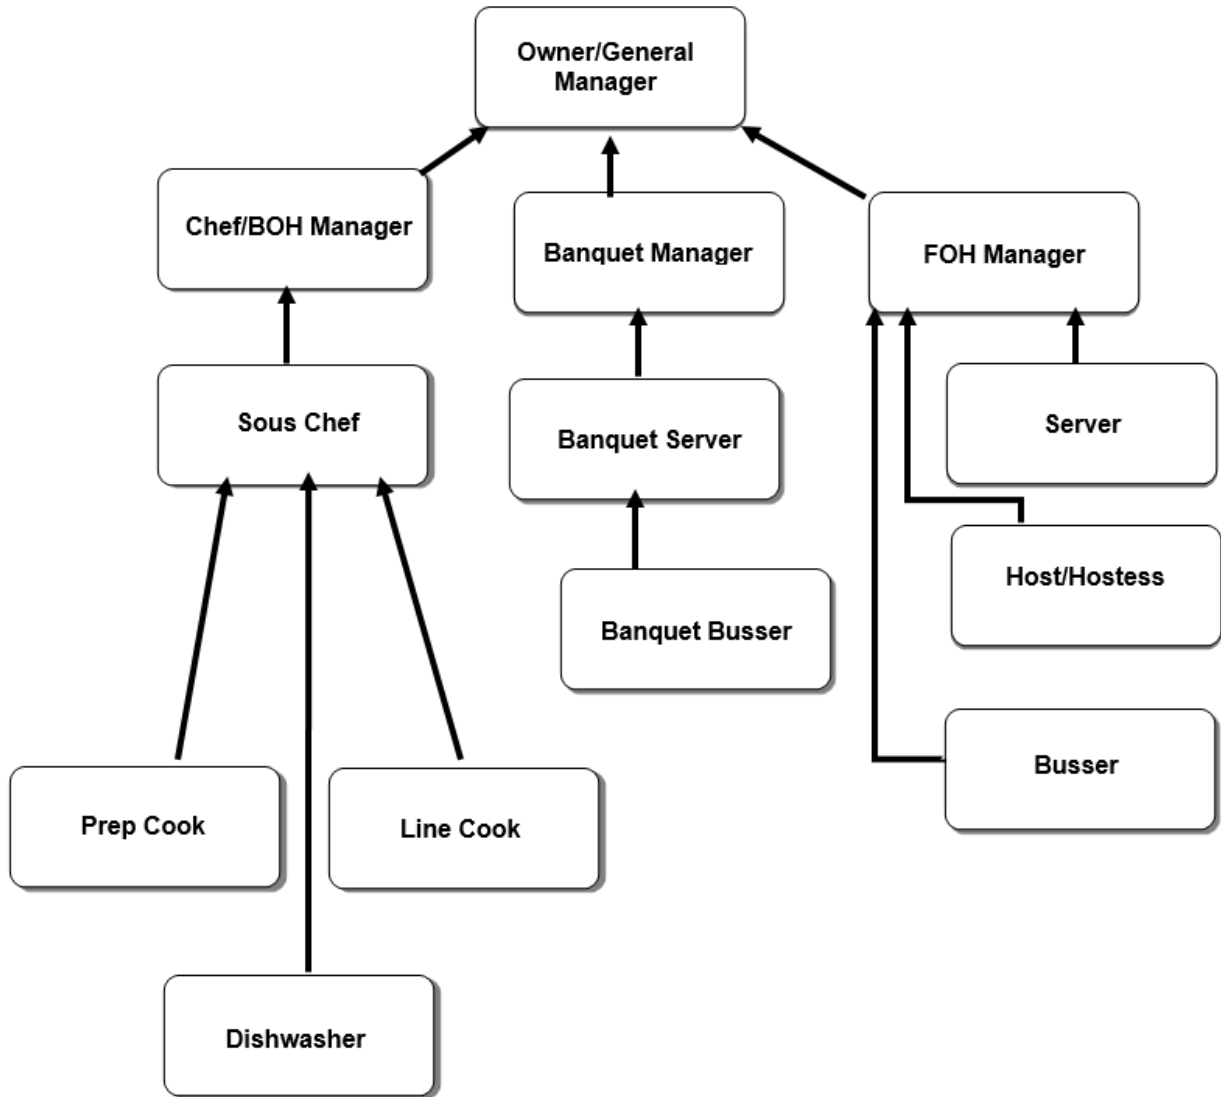 Owner/General
Manager
Chef/BOH Manager
Banquet Manager
FOH Manager
Sous Chef
Banquet Server
Server
Host/Hostess
Banquet Busser
Busser
Prep Cook
Line Cook
Dishwasher